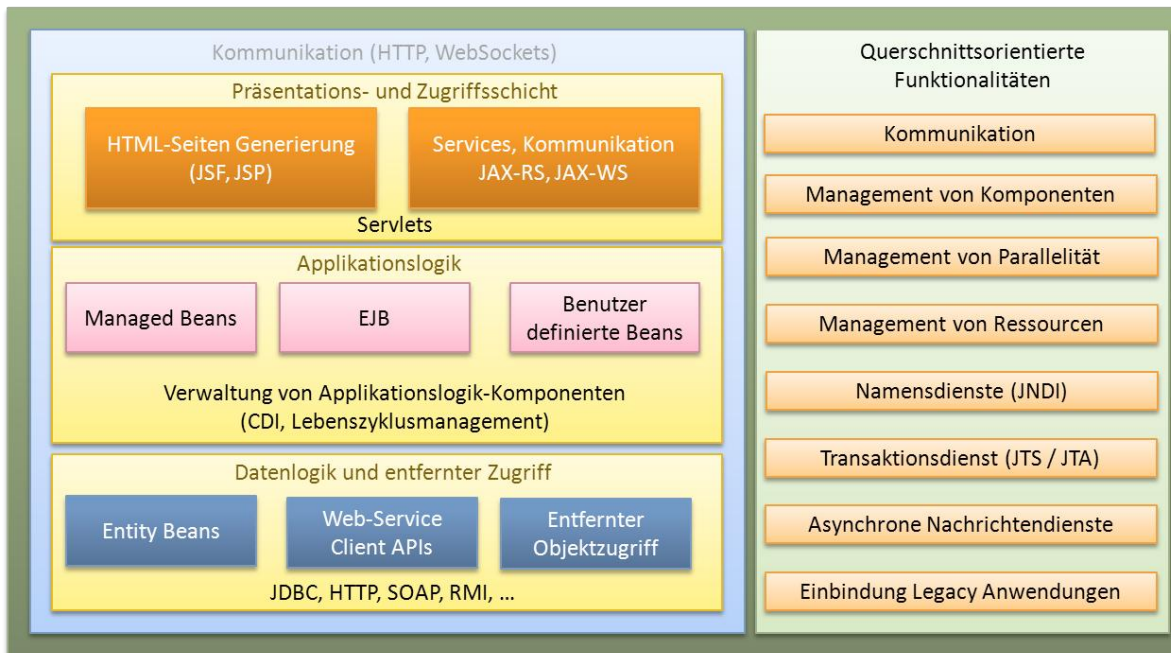 Kommunikation (HTTP, WebSockets)
Präsentations- und Zugriffsschicht
HTML-Seiten Generierung
(JSF, JSP)
Services, Kommunikation
JAX-RS, JAX-WS
Servlets
Applikationslogik
Managed Beans
EJB
Benutzer
definierte Beans
Verwaltung von Applikationslogik-Komponenten
(CDI, Lebenszyklusmanagement)
Datenlogik und entfernter Zugriff
Entity Beans
Web-Service
Client APIs
Entfernter
Objektzugriff
JDBC, HTTP, SOAP, RMI, ...
Querschnittsorientierte
Funktionalitäten
Kommunikation
Management von Komponenten
Management von Parallelität
Management von Ressourcen
Namensdienste (JNDI)
Transaktionsdienst (JTS / JTA)
Asynchrone Nachrichtendienste
Einbindung Legacy Anwendungen